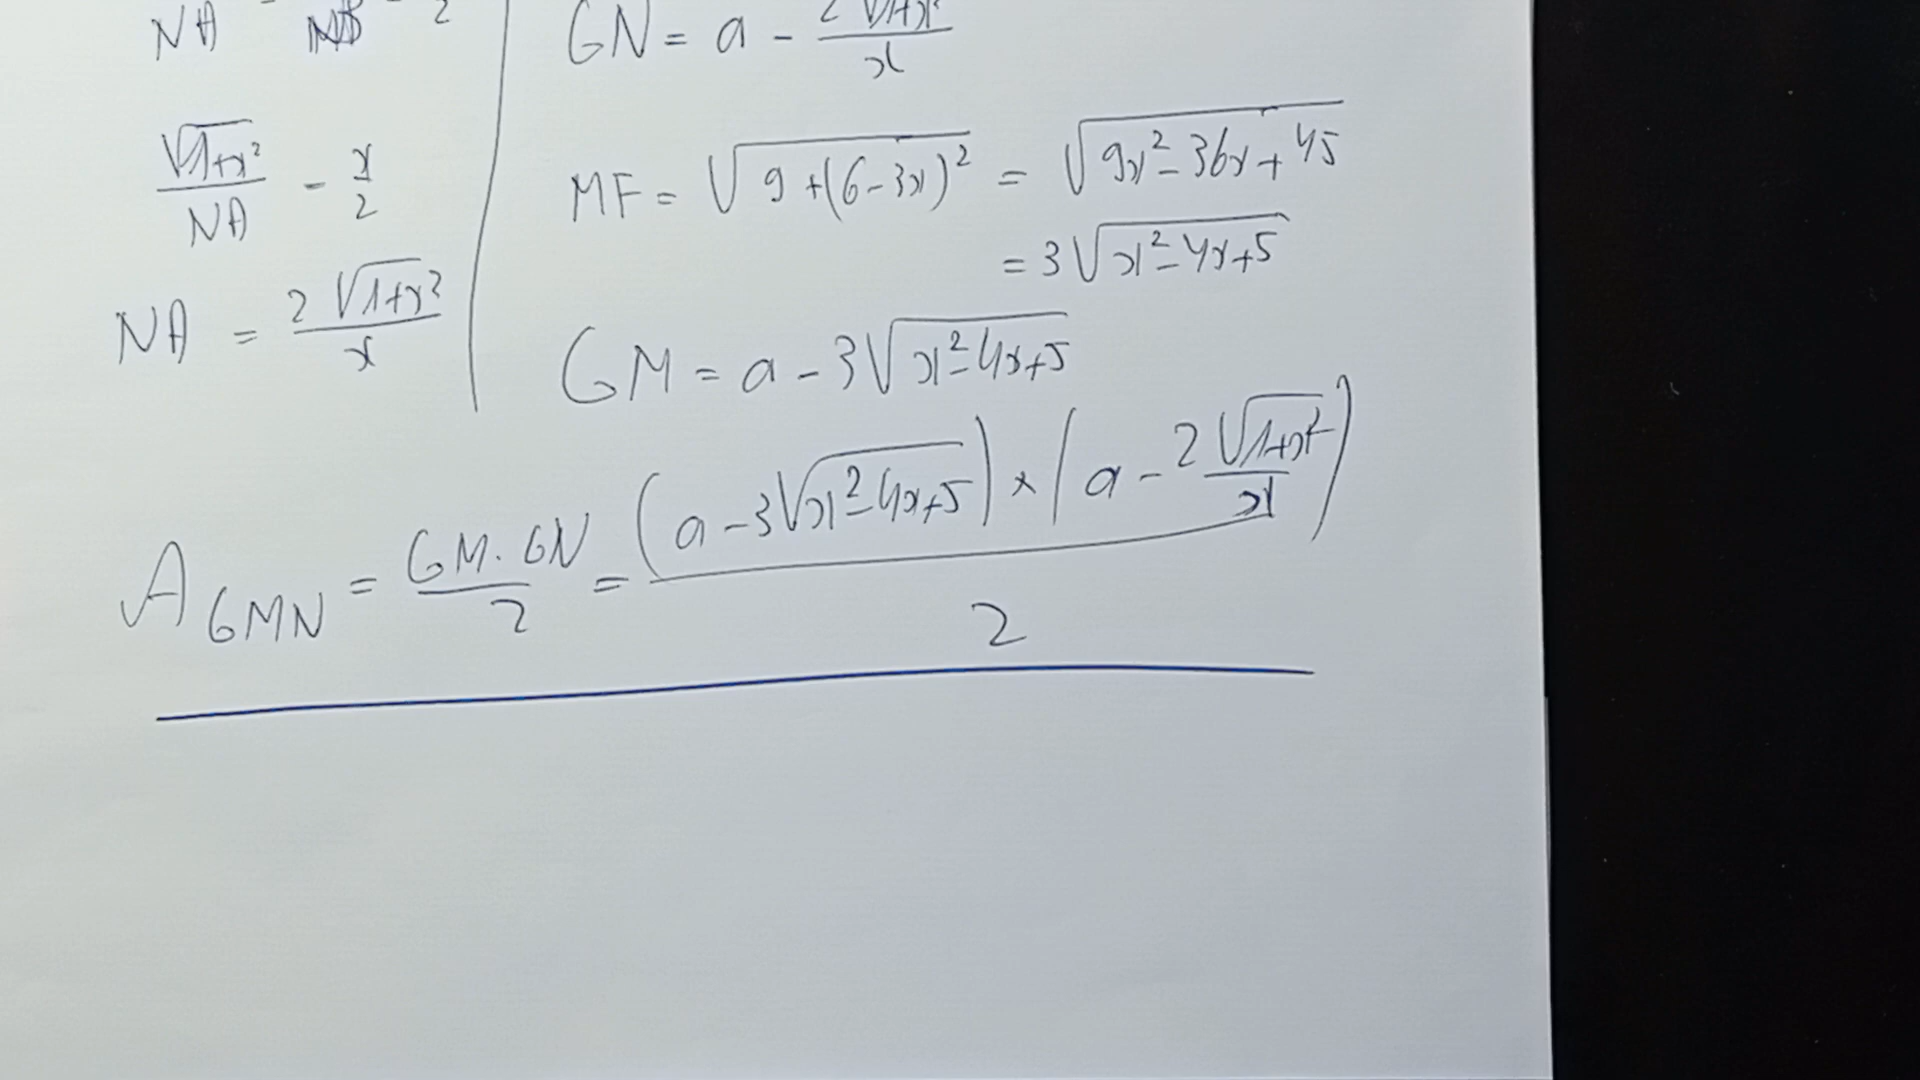 NA NB 2
√1+x²/NA - x/2
NA = 2√1+x²/x
GN = a - 2√1+x²/x
MF = √9+(6-3x)² = √9x²-36x+45
= 3√x²-4x+5
GM = a - 3√x²-4x+5
A GMN = GM.GN/2 = (a-3√x²-4x+5) × (a - 2√1+x²/x)/2